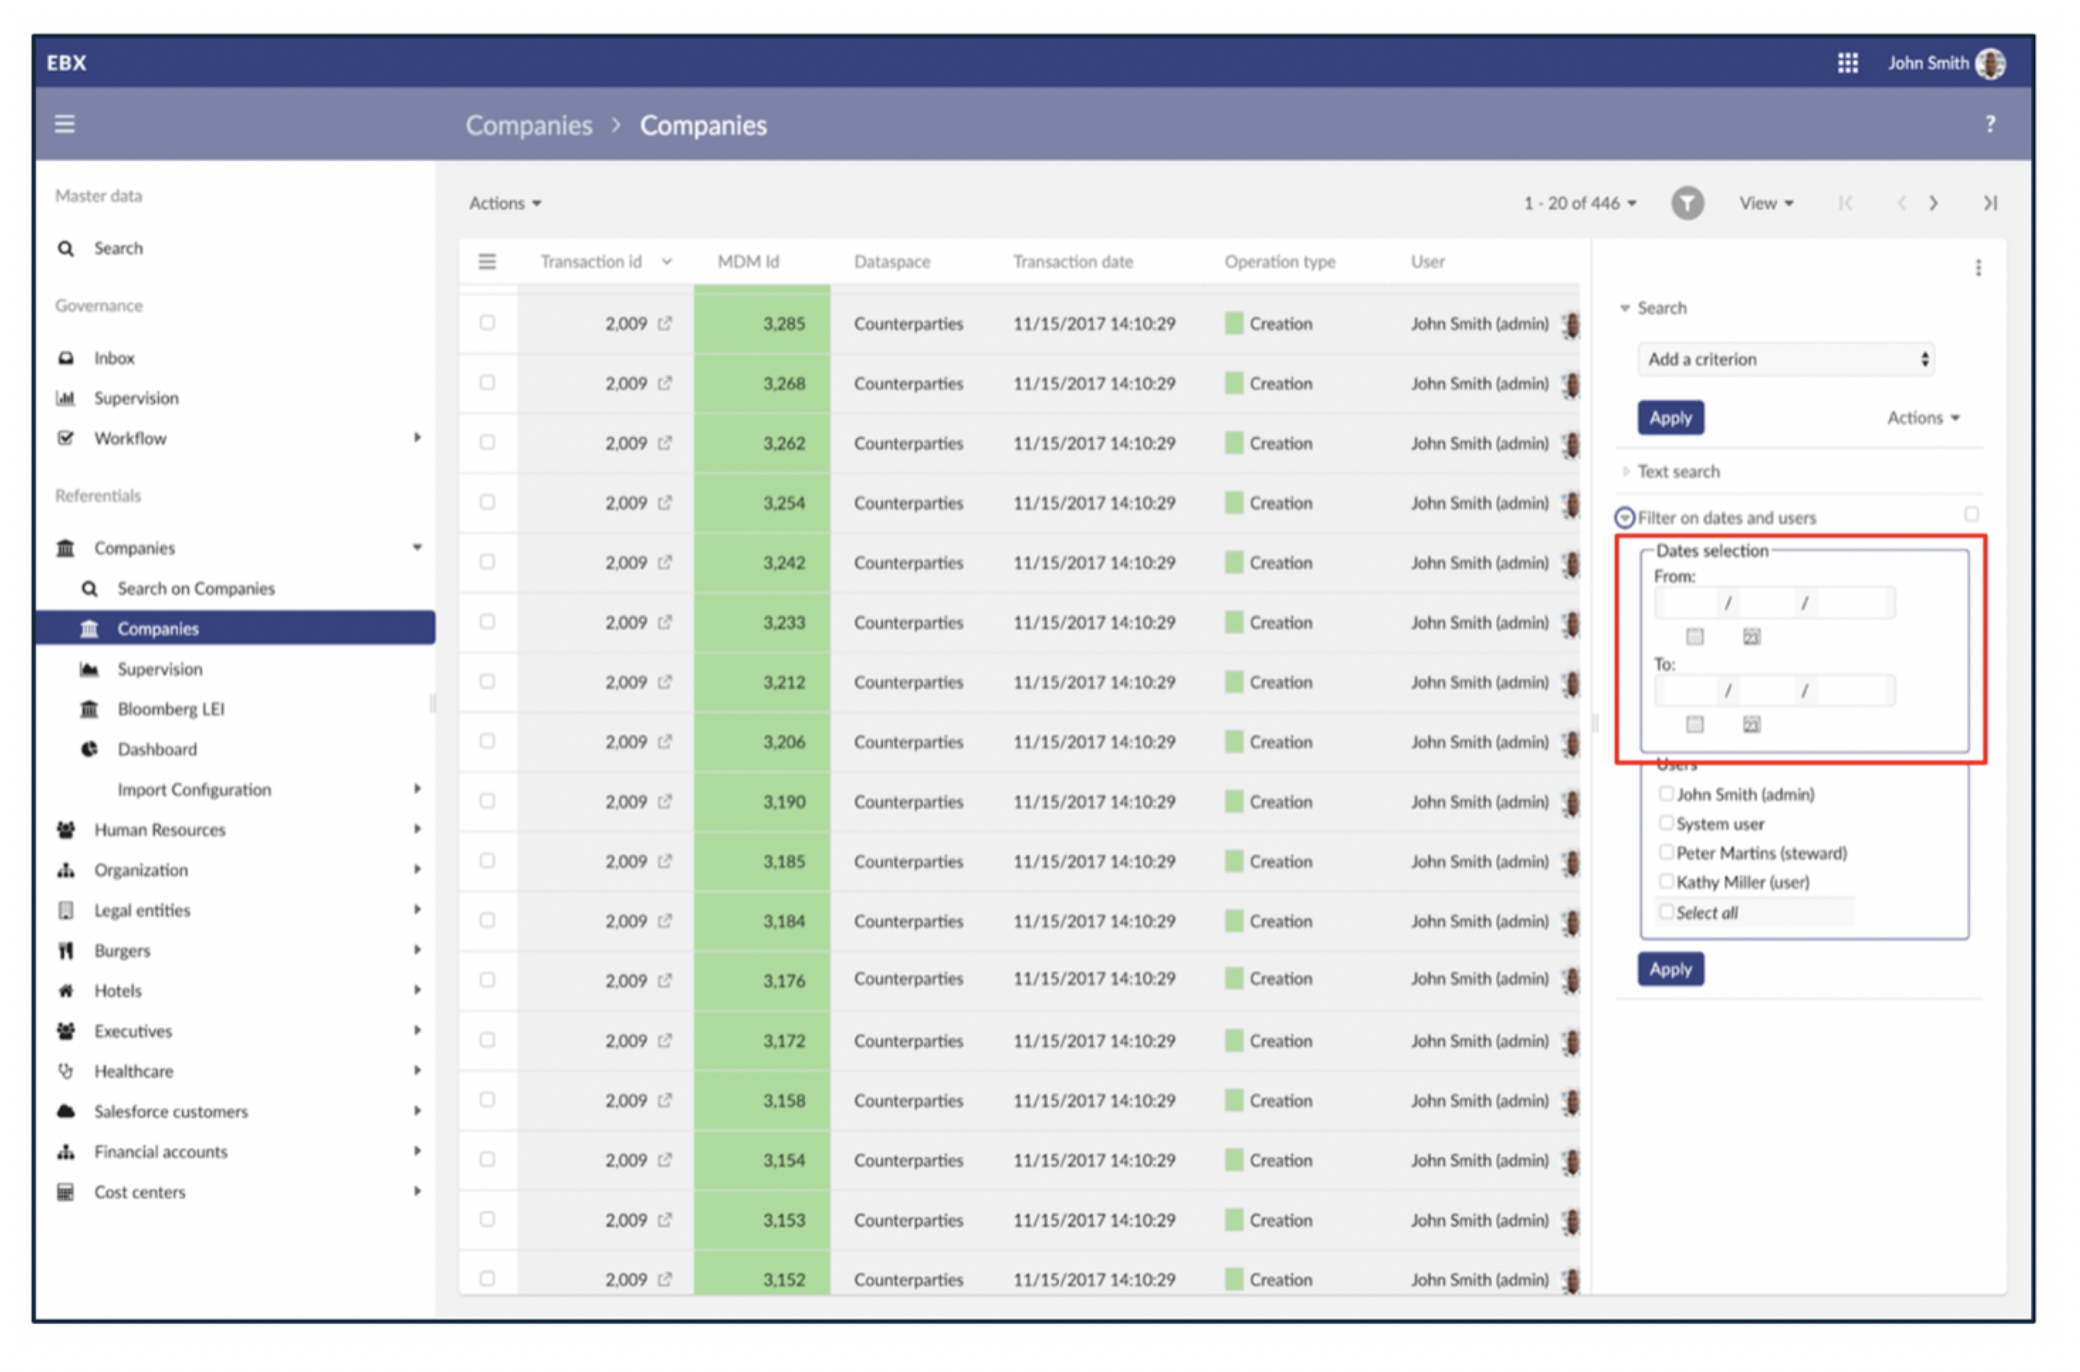 EBX
John Smith
Companies > Companies
?
Master data
Search
Governance
Inbox
Supervision
Workflow
Referentials
Companies
Search on Companies
Companies
Supervision
Bloomberg LEI
Dashboard
Import Configuration
Human Resources
Organization
Legal entities
Burgers
Hotels
Executives
Healthcare
Salesforce customers
Financial accounts
Cost centers
Actions
1 - 20 of 446
View
Transaction id MDM Id Dataspace Transaction date Operation type User
2,009 3,285 Counterparties 11/15/2017 14:10:29 Creation John Smith (admin)
2,009 3,268 Counterparties 11/15/2017 14:10:29 Creation John Smith (admin)
2,009 3,262 Counterparties 11/15/2017 14:10:29 Creation John Smith (admin)
2,009 3,254 Counterparties 11/15/2017 14:10:29 Creation John Smith (admin)
2,009 3,242 Counterparties 11/15/2017 14:10:29 Creation John Smith (admin)
2,009 3,233 Counterparties 11/15/2017 14:10:29 Creation John Smith (admin)
2,009 3,212 Counterparties 11/15/2017 14:10:29 Creation John Smith (admin)
2,009 3,206 Counterparties 11/15/2017 14:10:29 Creation John Smith (admin)
2,009 3,190 Counterparties 11/15/2017 14:10:29 Creation John Smith (admin)
2,009 3,185 Counterparties 11/15/2017 14:10:29 Creation John Smith (admin)
2,009 3,184 Counterparties 11/15/2017 14:10:29 Creation John Smith (admin)
2,009 3,176 Counterparties 11/15/2017 14:10:29 Creation John Smith (admin)
2,009 3,172 Counterparties 11/15/2017 14:10:29 Creation John Smith (admin)
2,009 3,158 Counterparties 11/15/2017 14:10:29 Creation John Smith (admin)
2,009 3,154 Counterparties 11/15/2017 14:10:29 Creation John Smith (admin)
2,009 3,153 Counterparties 11/15/2017 14:10:29 Creation John Smith (admin)
2,009 3,152 Counterparties 11/15/2017 14:10:29 Creation John Smith (admin)
Search
Add a criterion
Apply Actions
Text search
Filter on dates and users
Dates selection
From:
/ /
23
To:
/ /
23
Users
John Smith (admin)
System user
Peter Martins (steward)
Kathy Miller (user)
Select all
Apply